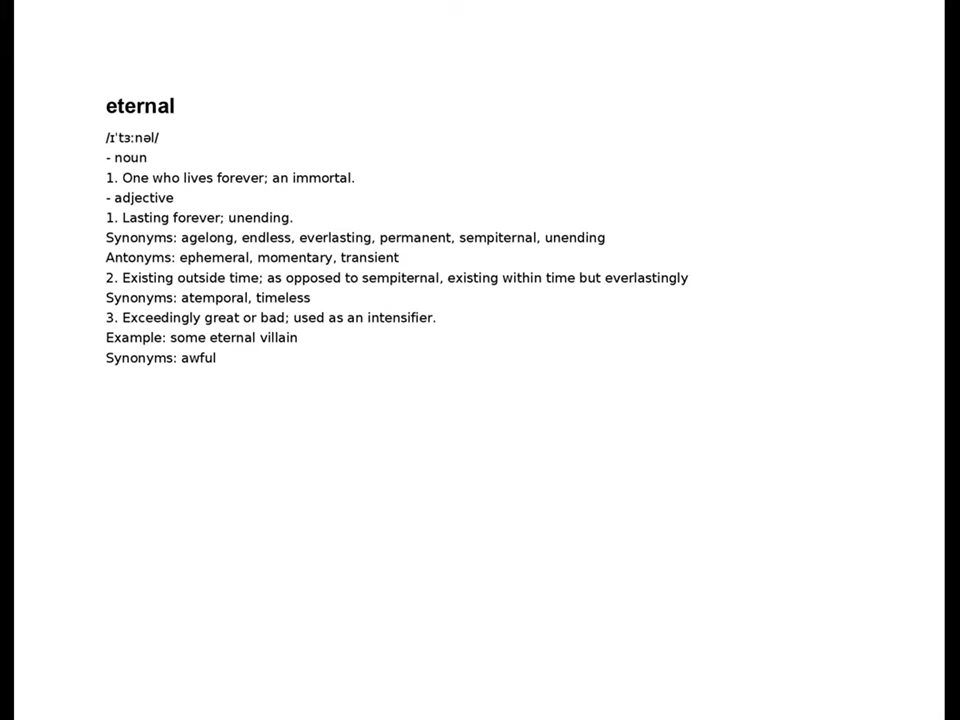 eternal
/ɪˈtɜːnəl/
- noun
1. One who lives forever; an immortal.
- adjective
1. Lasting forever; unending.
Synonyms: agelong, endless, everlasting, permanent, sempiternal, unending
Antonyms: ephemeral, momentary, transient
2. Existing outside time; as opposed to sempiternal, existing within time but everlastingly
Synonyms: atemporal, timeless
3. Exceedingly great or bad; used as an intensifier.
Example: some eternal villain
Synonyms: awful